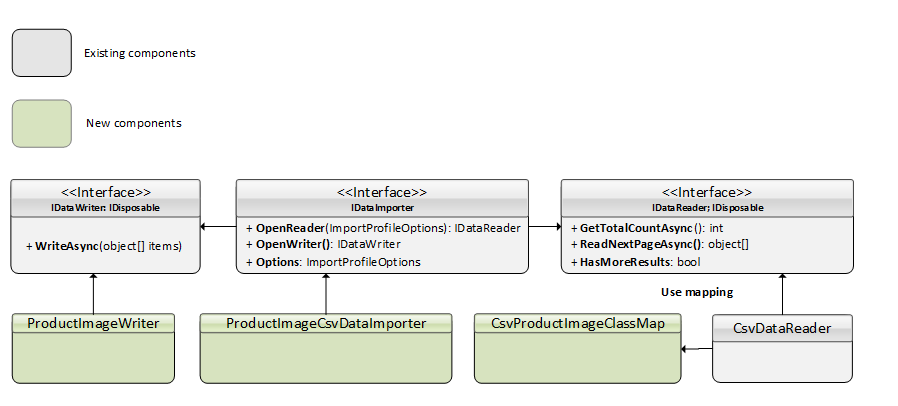 Existing components
New components
<<Interface>>
IDataWriter: IDisposable
+ WriteAsync(object[] items)
<<Interface>>
IDataImporter
+ OpenReader(ImportProfileOptions): IDataReader
+ OpenWriter(): IDataWriter
+ Options: ImportProfileOptions
<<Interface>>
IDataReader; IDisposable
+ GetTotalCountAsync(): int
+ ReadNextPageAsync(): object[]
+ HasMoreResults: bool
Use mapping
ProductImageWriter
ProductImageCsvDataImporter
CsvProductImageClassMap
CsvDataReader